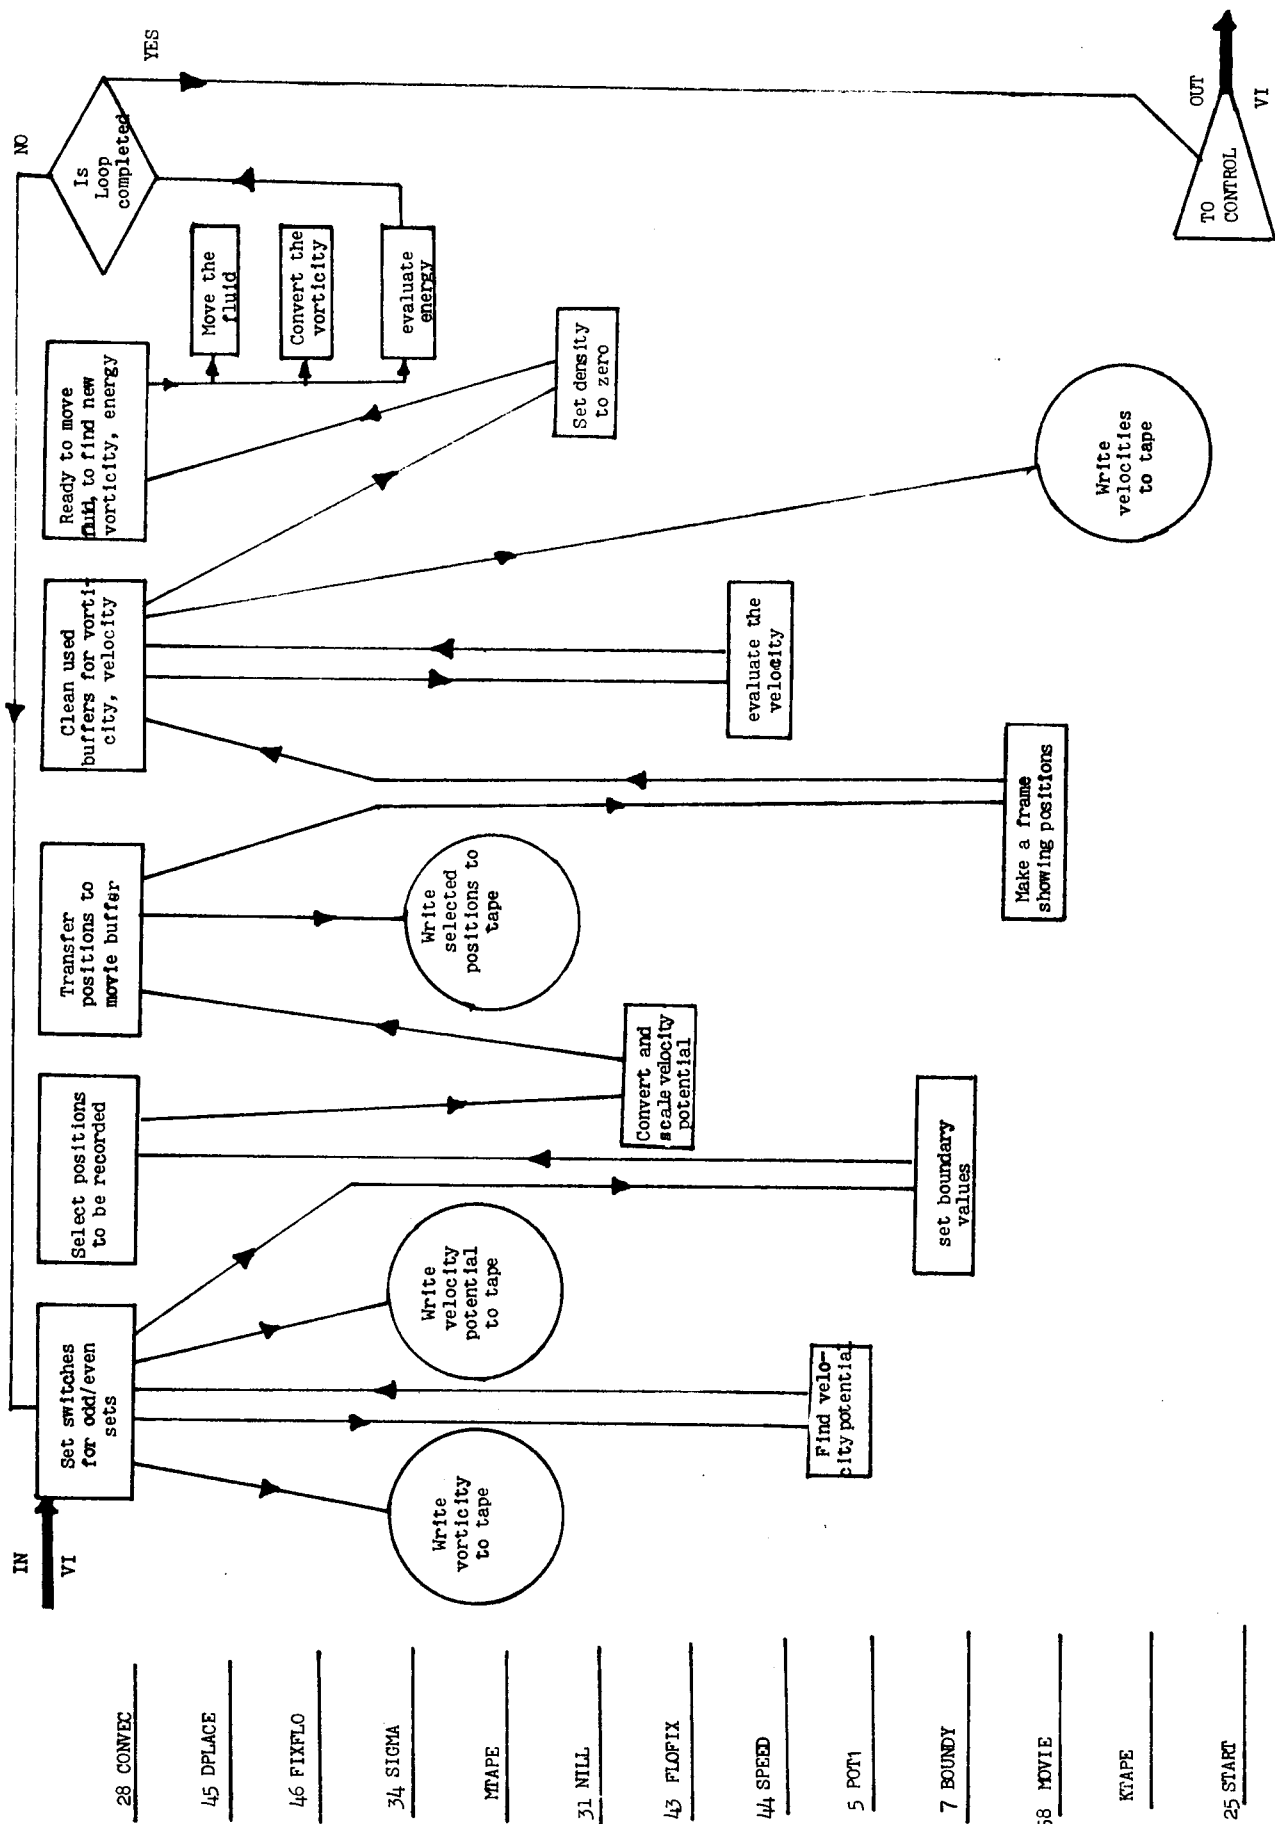 IN
VI
Set switches
for odd/even
sets
Select positions
to be recorded
Transfer
positions to
movie buffer
Clean used
buffers for vorti-
city, velocity
Ready to move
fluid, to find new
vorticity, energy
NO
Is
Loop
completed
YES
Move the
fluid
Convert the
vorticity
evaluate
energy
Write
vorticity
to tape
Write
velocity
potential
to tape
Write
selected
positions to
tape
Set density
to zero
Convert and
scale velocity
potential
evaluate the
velocity
Find velo-
city potential
set boundary
values
Make a frame
showing positions
Write
velocities
to tape
TO
CONTROL
OUT
VI
28 CONVEC
45 DPLACE
46 FIXFLO
34 SIGMA
MTAPE
31 NILL
43 FLOFIX
44 SPEED
5 POT1
7 BOUNDY
MOVIE
KTAPE
25 START